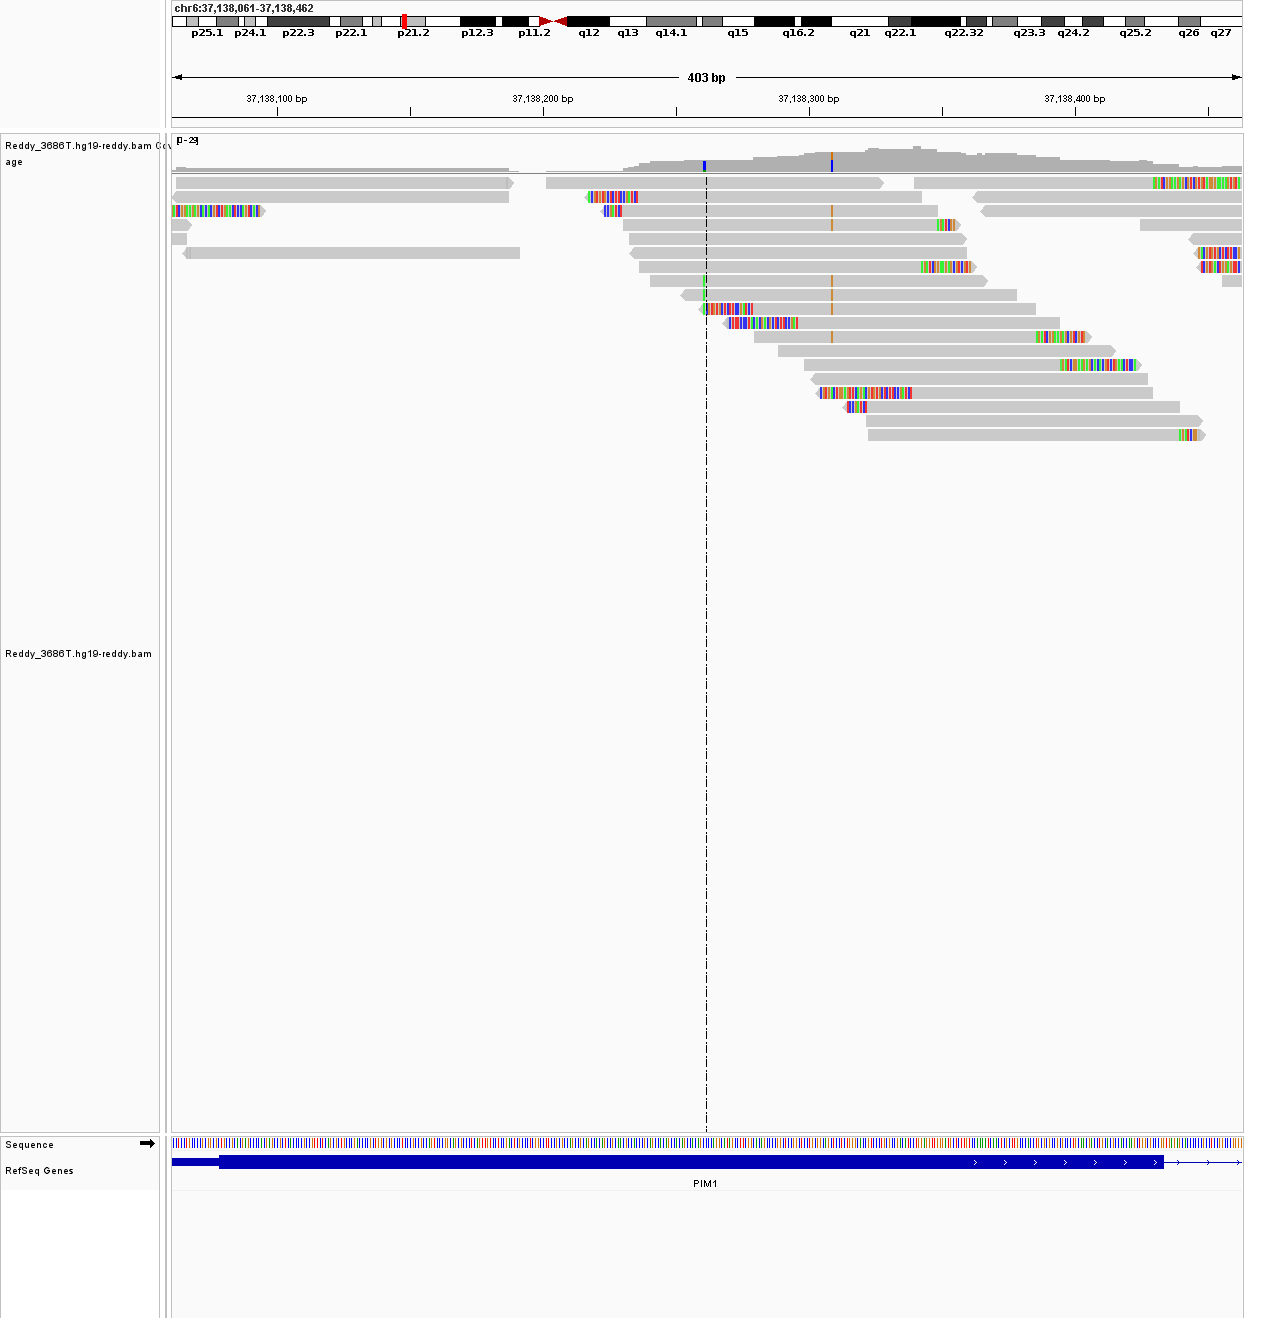 chr6:37,138,061-37,138,462
p25.1 p24.1 p22.3 p22.1 p21.2 p12.3 p11.2 q12 q13 q14.1 q15 q16.2 q21 q22.1 q22.32 q23.3 q24.2 q25.2 q26 q27
403 bp
37,138,100 bp 37,138,200 bp 37,138,300 bp 37,138,400 bp
Reddy_3686T.hg19-reddy.bam Cov
age
[0-29]
Reddy_3686T.hg19-reddy.bam
Sequence
RefSeq Genes
PIM1